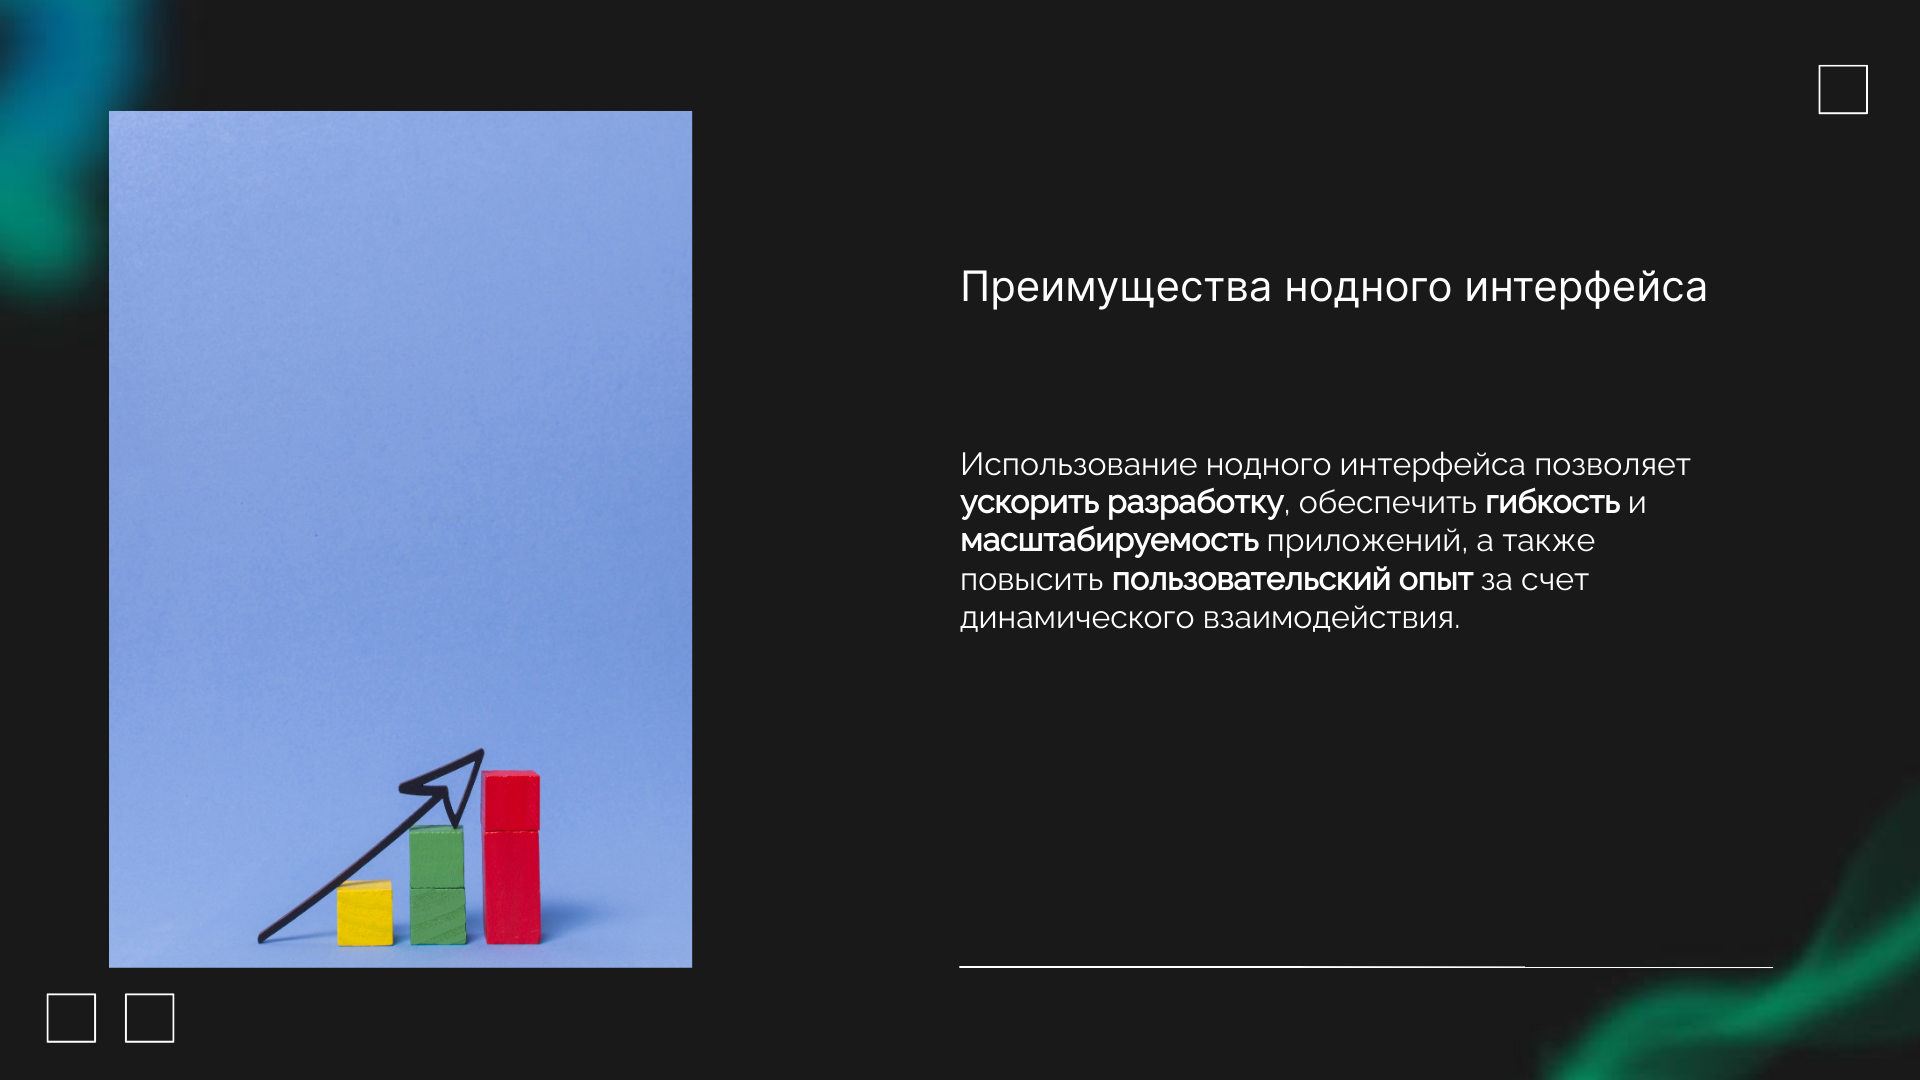 Преимущества нодного интерфейса
Использование нодного интерфейса позволяет
ускорить разработку, обеспечить гибкость и
масштабируемость приложений, а также
повысить пользовательский опыт за счет
динамического взаимодействия.